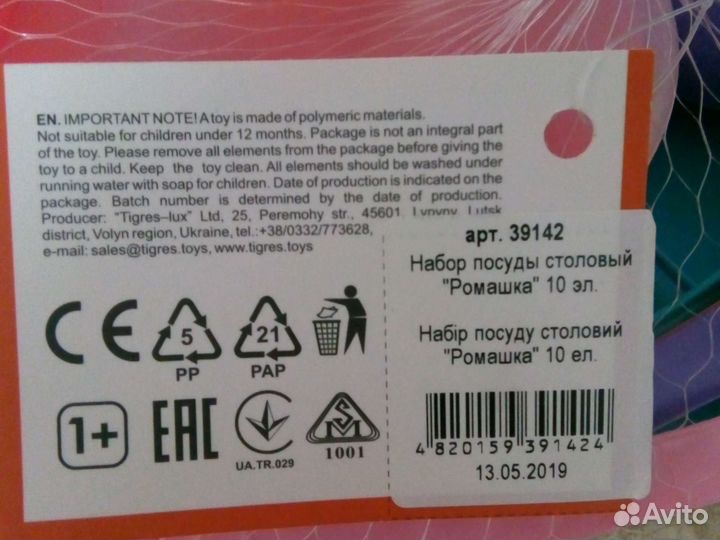 EN. IMPORTANT NOTE! A toy is made of polymeric materials.
Not suitable for children under 12 months. Package is not an integral part
of the toy. Please remove all elements from the package before giving the
toy to a child. Keep the toy clean. All elements should be washed under
running water with soap for children. Date of production is indicated on the
package. Batch number is determined by the date of production.
Producer: "Tigres–lux" Ltd, 25, Peremohy str., 45601, Lypyny, Lutsk
district, Volyn region, Ukraine, tel.:+38/0332/773628,
e-mail: sales@tigres.toys, www.tigres.toys
арт. 39142
Набор посуды столовый
"Ромашка" 10 эл.
Набір посуду столовий
"Ромашка" 10 ел.
4820159391424
13.05.2019
CE
5
PP
21
PAP
1+
EAC
UA.TR.029
1001
Avito